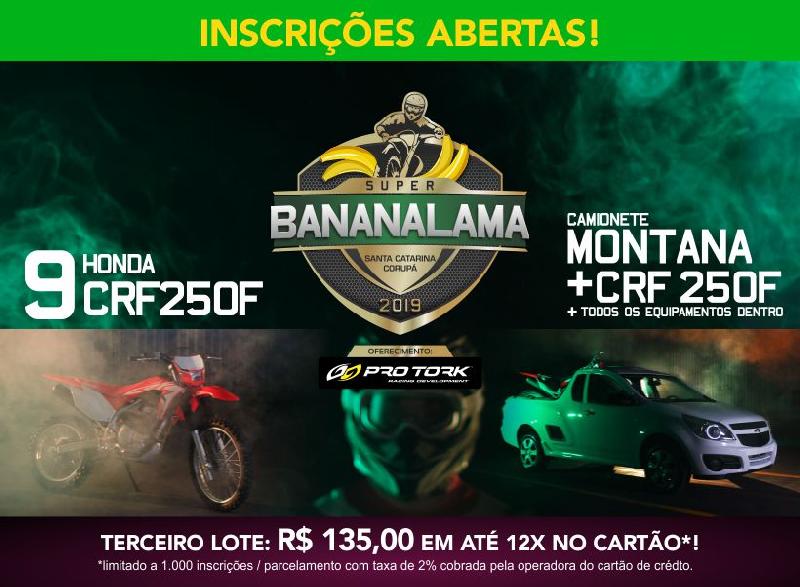 INSCRIÇÕES ABERTAS!
SUPER
BANANALAMA
SANTA CATARINA
CORUPÁ
2019
9 HONDA
CRF250F
CAMIONETE
MONTANA
+CRF 250F
+ TODOS OS EQUIPAMENTOS DENTRO
OFERECIMENTO:
PRO TORK
RACING DEVELOPMENT
TERCEIRO LOTE: R$ 135,00 EM ATÉ 12X NO CARTÃO*!
*limitado a 1.000 inscrições / parcelamento com taxa de 2% cobrada pela operadora do cartão de crédto.